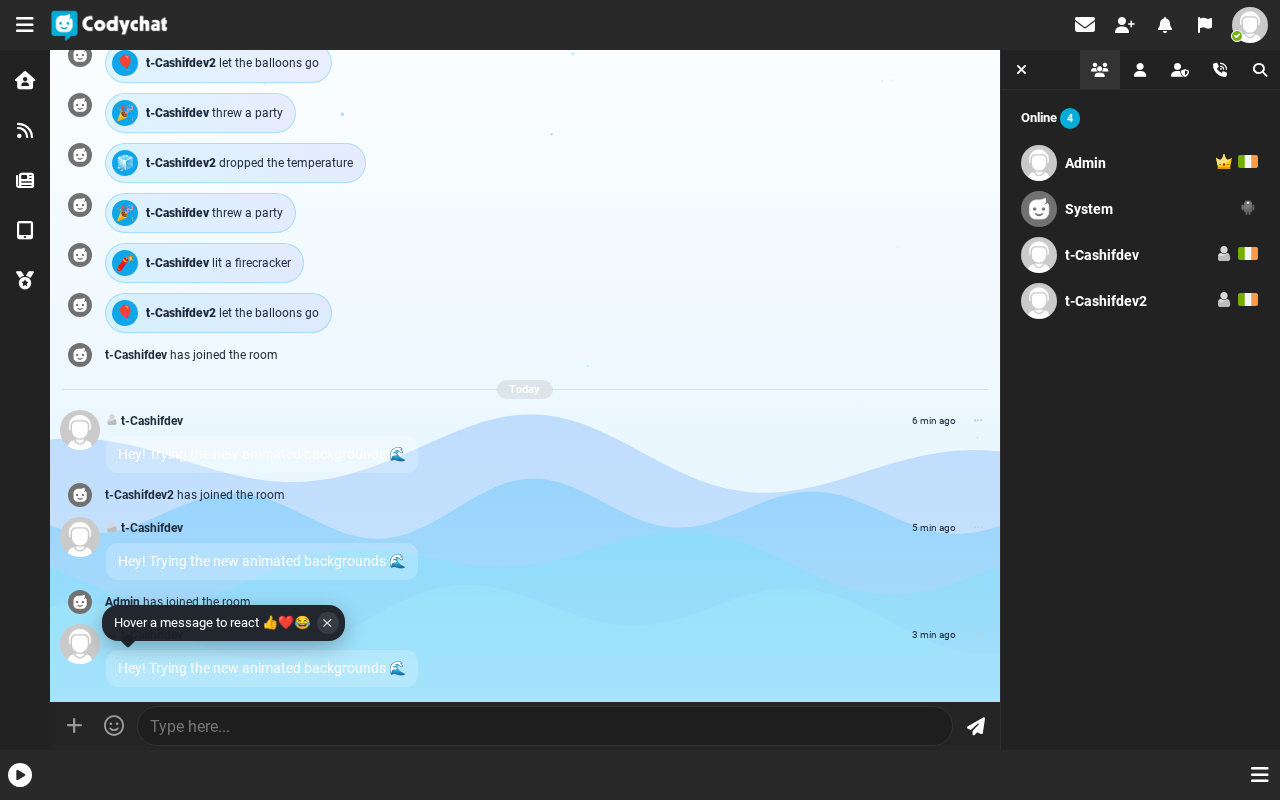 Codychat
t-Cashifdev2 let the balloons go
t-Cashifdev threw a party
t-Cashifdev2 dropped the temperature
t-Cashifdev threw a party
t-Cashifdev lit a firecracker
t-Cashifdev2 let the balloons go
t-Cashifdev has joined the room
Today
t-Cashifdev 6 min ago
Hey! Trying the new animated backgrounds 🌊
t-Cashifdev2 has joined the room
t-Cashifdev 5 min ago
Hey! Trying the new animated backgrounds 🌊
Admin has joined the room
Hover a message to react 👍❤️😂
3 min ago
Hey! Trying the new animated backgrounds 🌊
Type here...
Online 4
Admin
System
t-Cashifdev
t-Cashifdev2